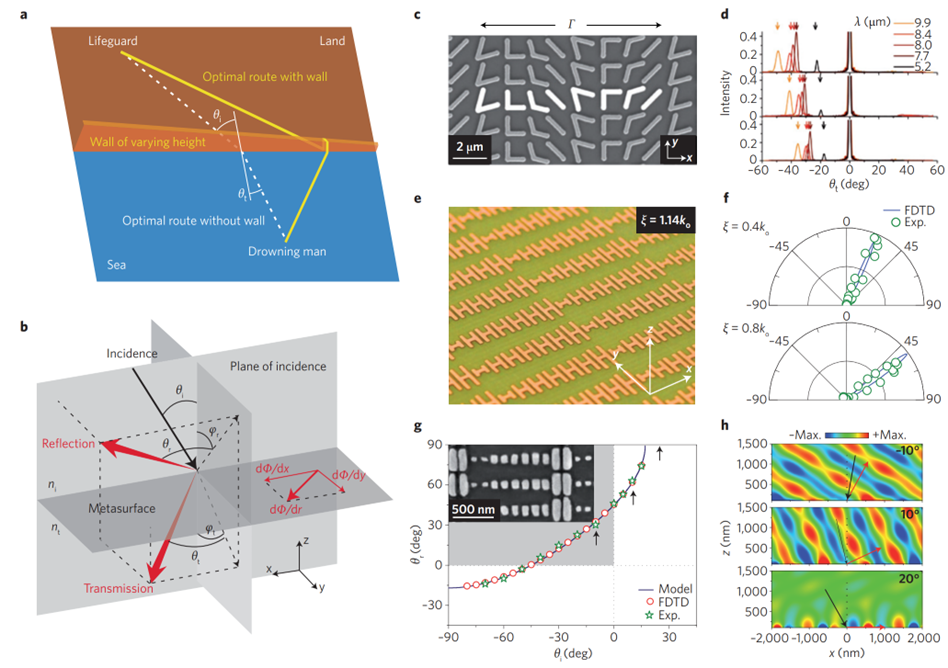 a
Lifeguard
Land
Optimal route with wall
θi
Wall of varying height
θt
Optimal route without wall
Drowning man
Sea
b
Incidence
Plane of incidence
θi
φr
θr
Reflection
dΦ/dx
dΦ/dy
dΦ/dr
ni
nt
Metasurface
φt
θt
Transmission
z
x
y
c
Γ
2 μm
y
x
d
λ (μm)
9.9
8.4
8.0
7.7
5.2
0.4
0.2
0
0.4
0.2
0
0.4
0.2
0
Intensity
−60 −40 −20 0 20 40 60
θt (deg)
e
ξ = 1.14ko
z
y
x
f
FDTD
Exp.
ξ = 0.4ko
0
−45
45
−90
90
ξ = 0.8ko
0
−45
45
−90
90
g
90
60
30
0
−30
θr (deg)
500 nm
Model
FDTD
Exp.
−90 −60 −30 0 30
θi (deg)
h
−Max.
+Max.
1,500
1,000
500
−10°
1,500
1,000
500
10°
1,500
1,000
500
20°
z (nm)
−2,000 −1,000 0 1,000 2,000
x (nm)